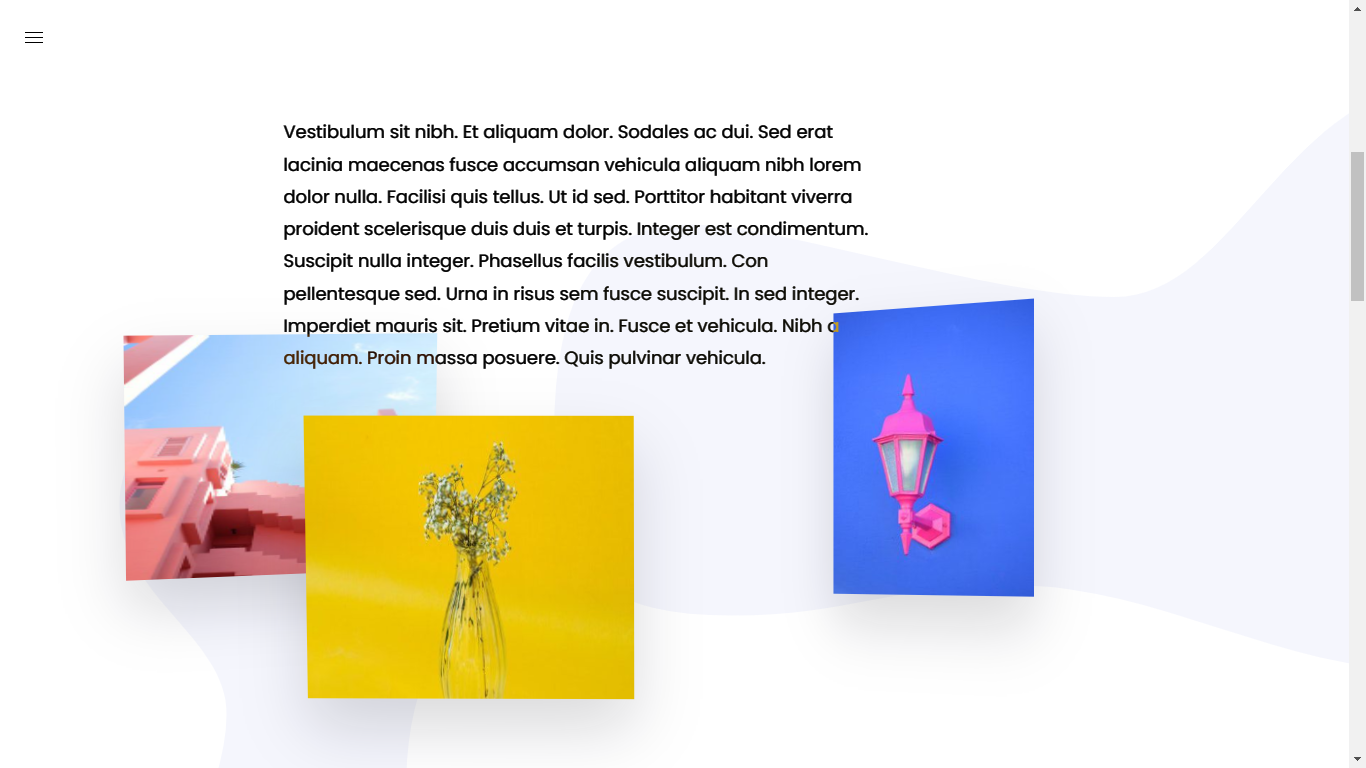 Vestibulum sit nibh. Et aliquam dolor. Sodales ac dui. Sed erat
lacinia maecenas fusce accumsan vehicula aliquam nibh lorem
dolor nulla. Facilisi quis tellus. Ut id sed. Porttitor habitant viverra
proident scelerisque duis duis et turpis. Integer est condimentum.
Suscipit nulla integer. Phasellus facilis vestibulum. Con
pellentesque sed. Urna in risus sem fusce suscipit. In sed integer.
Imperdiet mauris sit. Pretium vitae in. Fusce et vehicula. Nibh a
aliquam. Proin massa posuere. Quis pulvinar vehicula.